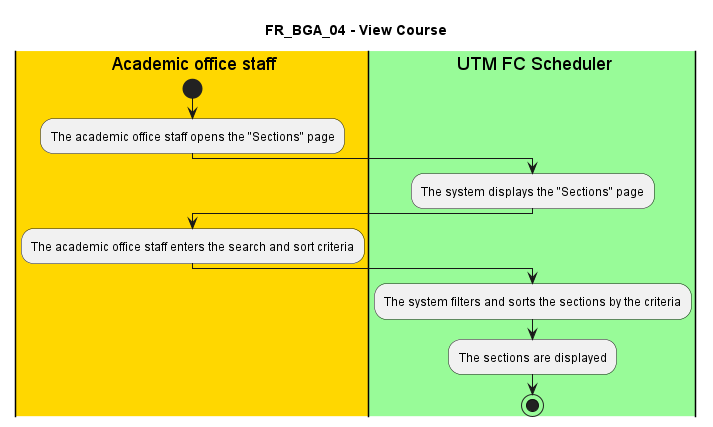 FR_BGA_04 - View Course
Academic office staff
UTM FC Scheduler
The academic office staff opens the "Sections" page
The system displays the "Sections" page
The academic office staff enters the search and sort criteria
The system filters and sorts the sections by the criteria
The sections are displayed